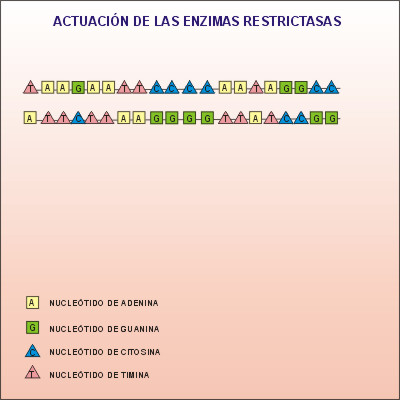 ACTUACIÓN DE LAS ENZIMAS RESTRICTASAS
T A A G A A T T C C C C A A T A G G C C
A T T C T T A A G G G G T T A T C C G G
A NUCLEÓTIDO DE ADENINA
G NUCLEÓTIDO DE GUANINA
C NUCLEÓTIDO DE CITOSINA
T NUCLEÓTIDO DE TIMINA